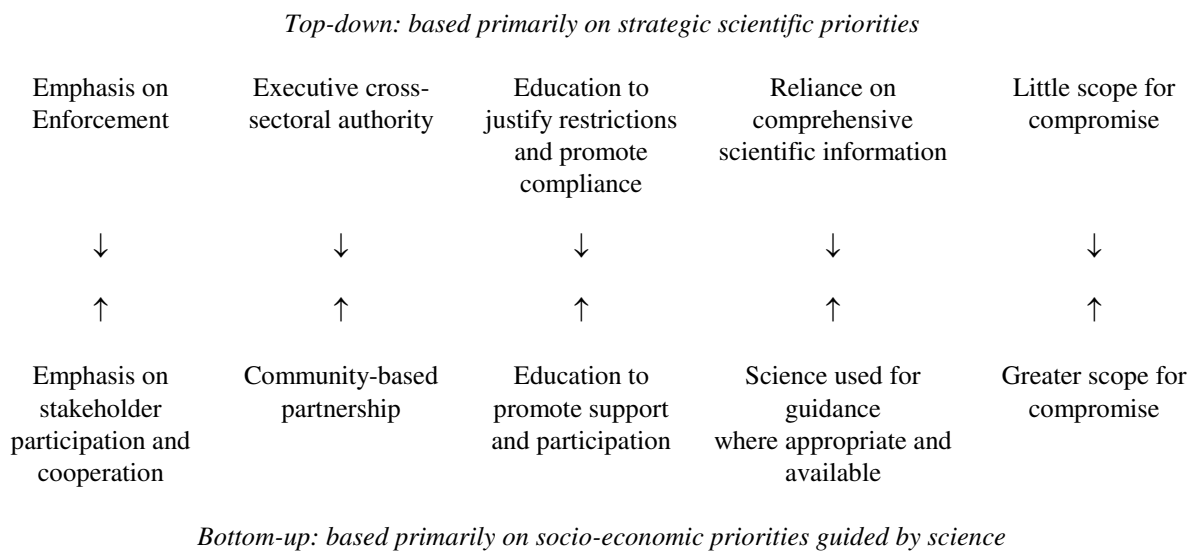 Top-down: based primarily on strategic scientific priorities
Emphasis on
Enforcement
Executive cross-
sectoral authority
Education to
justify restrictions
and promote
compliance
Reliance on
comprehensive
scientific information
Little scope for
compromise
↓ ↓ ↓ ↓ ↓
↑ ↑ ↑ ↑ ↑
Emphasis on
stakeholder
participation and
cooperation
Community-based
partnership
Education to
promote support
and participation
Science used for
guidance
where appropriate and
available
Greater scope for
compromise
Bottom-up: based primarily on socio-economic priorities guided by science